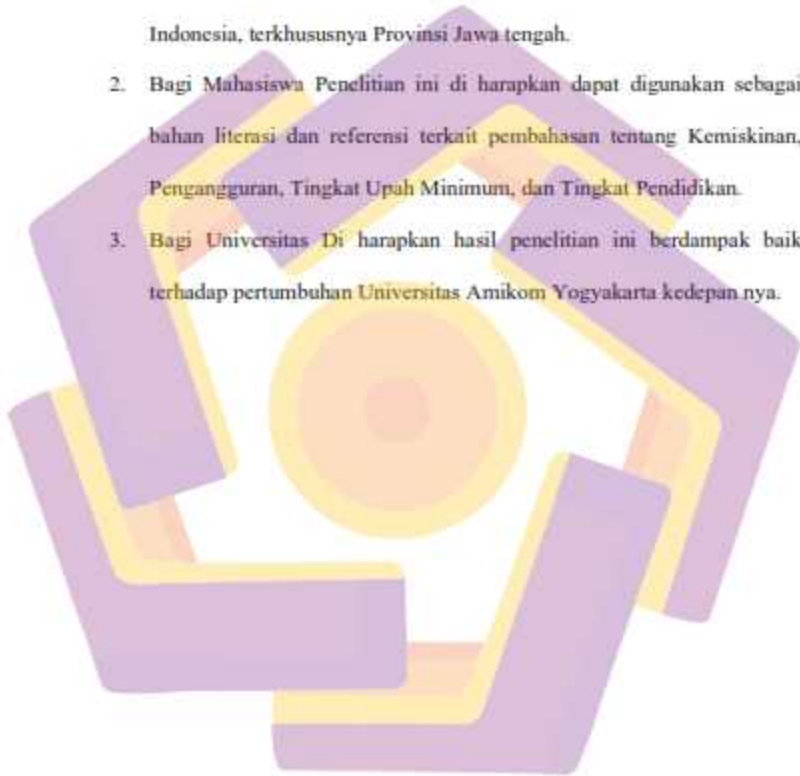 Indonesia, terkhususnya Provinsi Jawa tengah.
2. Bagi Mahasiswa Penelitian ini di harapkan dapat digunakan sebagai
bahan literasi dan referensi terkait pembahasan tentang Kemiskinan,
Pengangguran, Tingkat Upah Minimum, dan Tingkat Pendidikan.
3. Bagi Universitas Di harapkan hasil penelitian ini berdampak baik
terhadap pertumbuhan Universitas Amikom Yogyakarta kedepan nya.